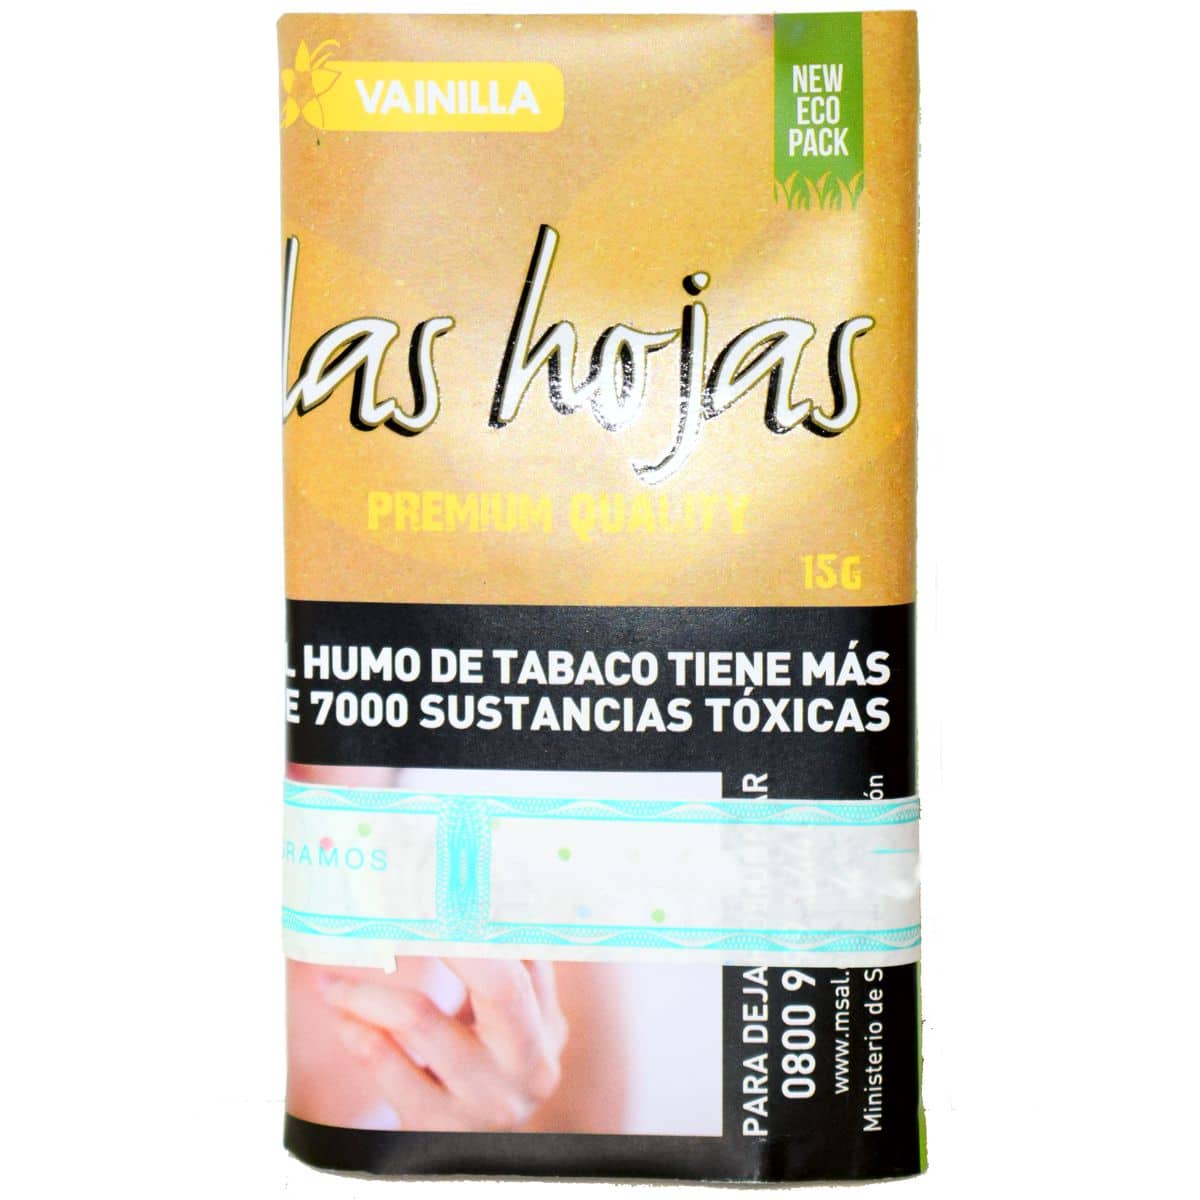 VAINILLA
NEW
ECO
PACK
las hojas
PREMIUM QUALITY
15G
L HUMO DE TABACO TIENE MÁS
E 7000 SUSTANCIAS TÓXICAS
GRAMOS
PARA DEJA
0800 9
www.msal.
Ministerio de S